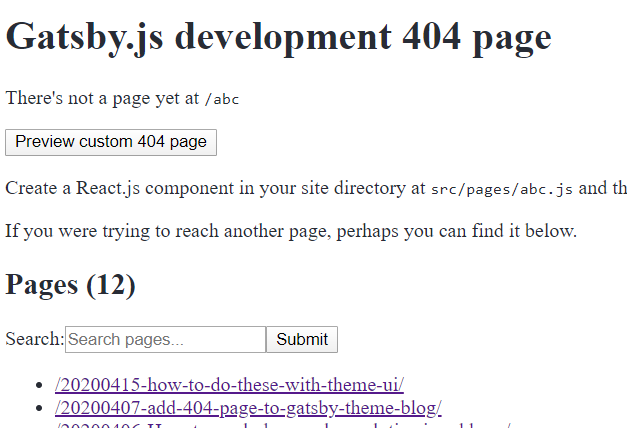 Gatsby.js development 404 page
There's not a page yet at /abc
Preview custom 404 page
Create a React.js component in your site directory at src/pages/abc.js and th
If you were trying to reach another page, perhaps you can find it below.
Pages (12)
Search: Search pages... Submit
/20200415-how-to-do-these-with-theme-ui/
/20200407-add-404-page-to-gatsby-theme-blog/